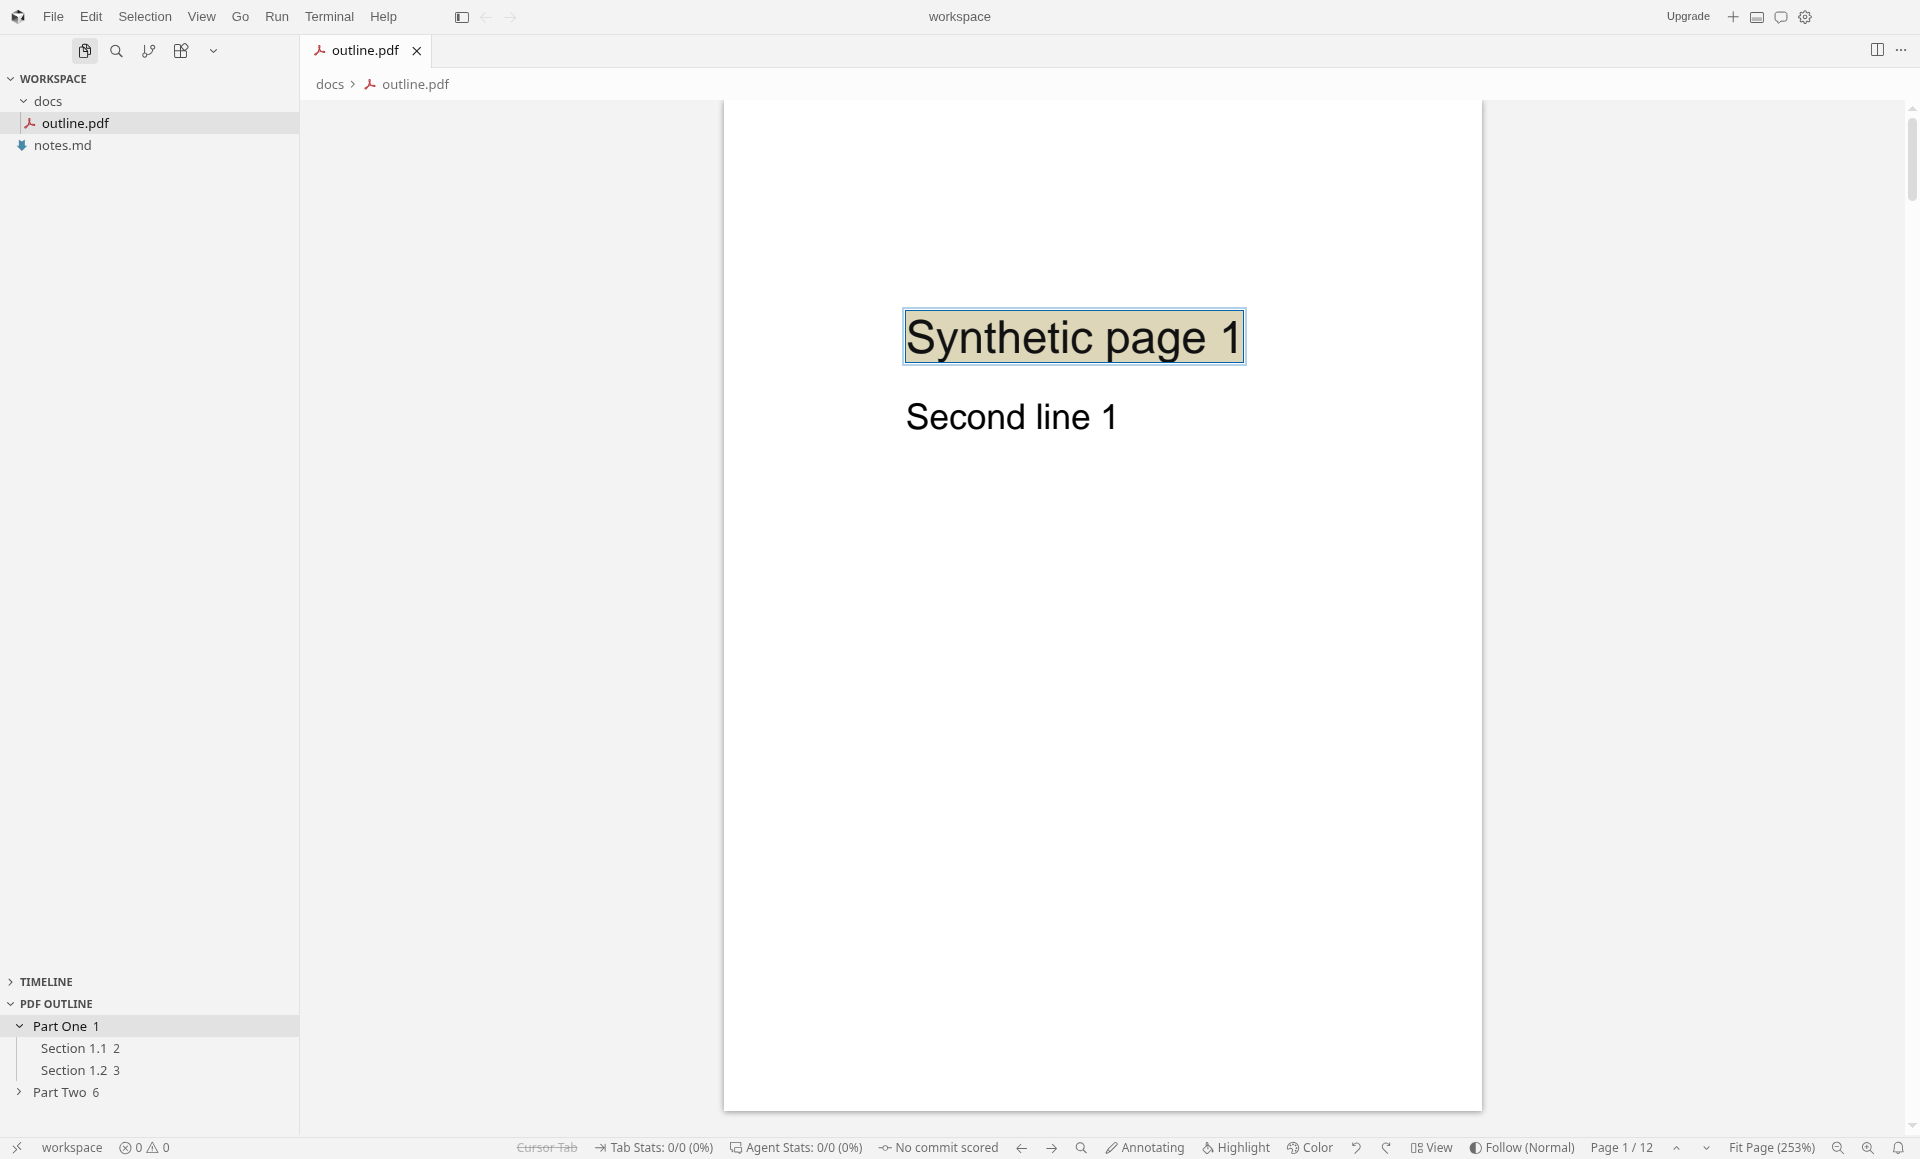 File Edit Selection View Go Run Terminal Help
workspace
Upgrade
WORKSPACE
docs
outline.pdf
notes.md
outline.pdf
docs > outline.pdf
Synthetic page 1
Second line 1
TIMELINE
PDF OUTLINE
Part One 1
Section 1.1 2
Section 1.2 3
Part Two 6
workspace 0 0 Cursor Tab Tab Stats: 0/0 (0%) Agent Stats: 0/0 (0%) No commit scored Annotating Highlight Color View Follow (Normal) Page 1 / 12 Fit Page (253%)